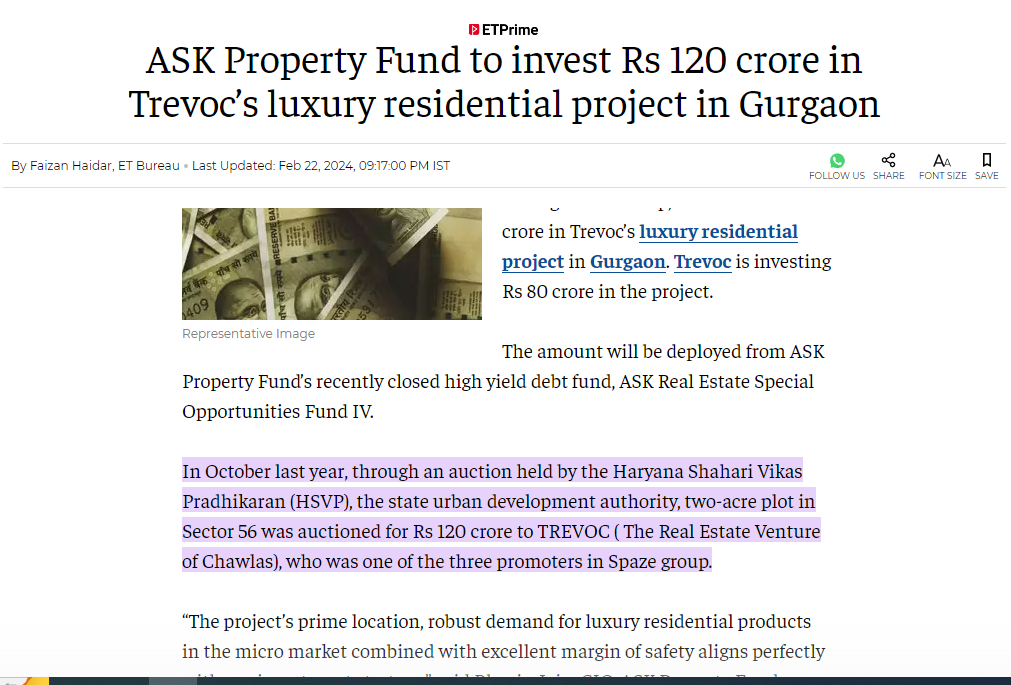 ETPrime
ASK Property Fund to invest Rs 120 crore in
Trevoc’s luxury residential project in Gurgaon
By Faizan Haidar, ET Bureau • Last Updated: Feb 22, 2024, 09:17:00 PM IST
FOLLOW US SHARE FONT SIZE SAVE
crore in Trevoc’s luxury residential
project in Gurgaon. Trevoc is investing
Rs 80 crore in the project.
Representative Image
The amount will be deployed from ASK
Property Fund’s recently closed high yield debt fund, ASK Real Estate Special
Opportunities Fund IV.
In October last year, through an auction held by the Haryana Shahari Vikas
Pradhikaran (HSVP), the state urban development authority, two-acre plot in
Sector 56 was auctioned for Rs 120 crore to TREVOC ( The Real Estate Venture
of Chawlas), who was one of the three promoters in Spaze group.
“The project’s prime location, robust demand for luxury residential products
in the micro market combined with excellent margin of safety aligns perfectly